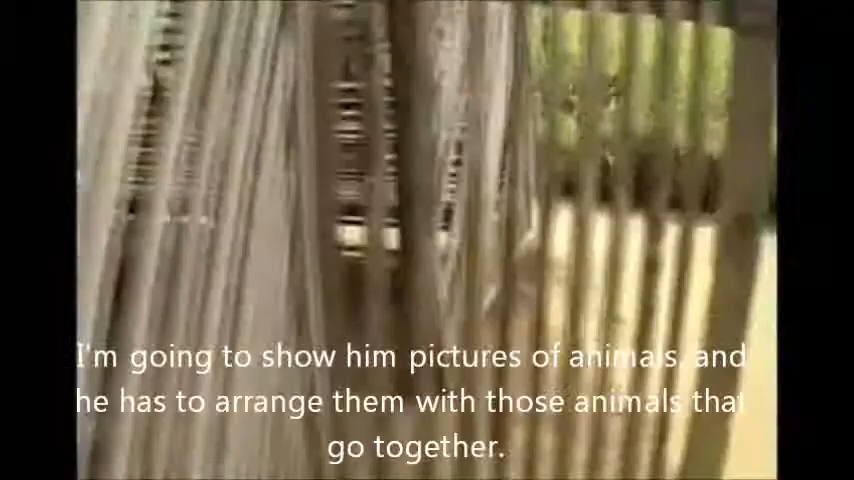 I'm going to show him pictures of animals, and
he has to arrange them with those animals that
go together.